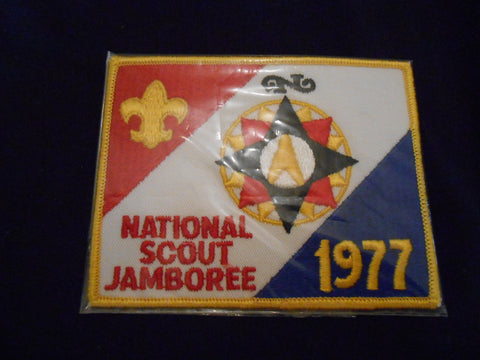 N
NATIONAL
SCOUT
JAMBOREE
1977